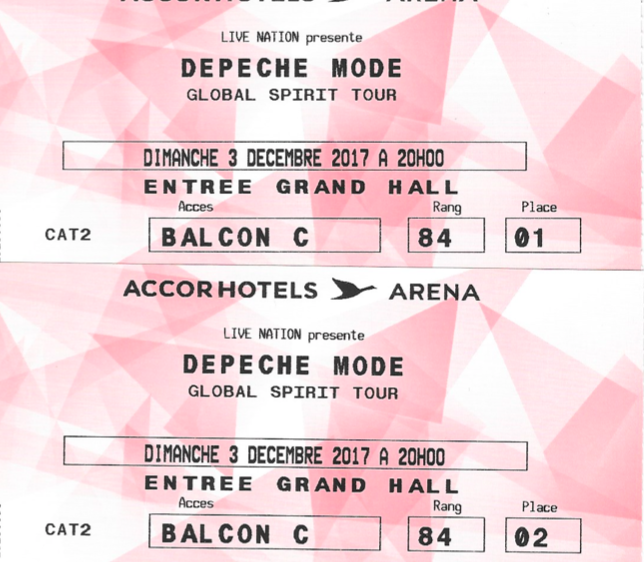 ACCORHOTELS ARENA
LIVE NATION presente
DEPECHE MODE
GLOBAL SPIRIT TOUR
DIMANCHE 3 DECEMBRE 2017 A 20H00
ENTREE GRAND HALL
Acces Rang Place
CAT2 BALCON C 84 01
ACCORHOTELS ARENA
LIVE NATION presente
DEPECHE MODE
GLOBAL SPIRIT TOUR
DIMANCHE 3 DECEMBRE 2017 A 20H00
ENTREE GRAND HALL
Acces Rang Place
CAT2 BALCON C 84 02